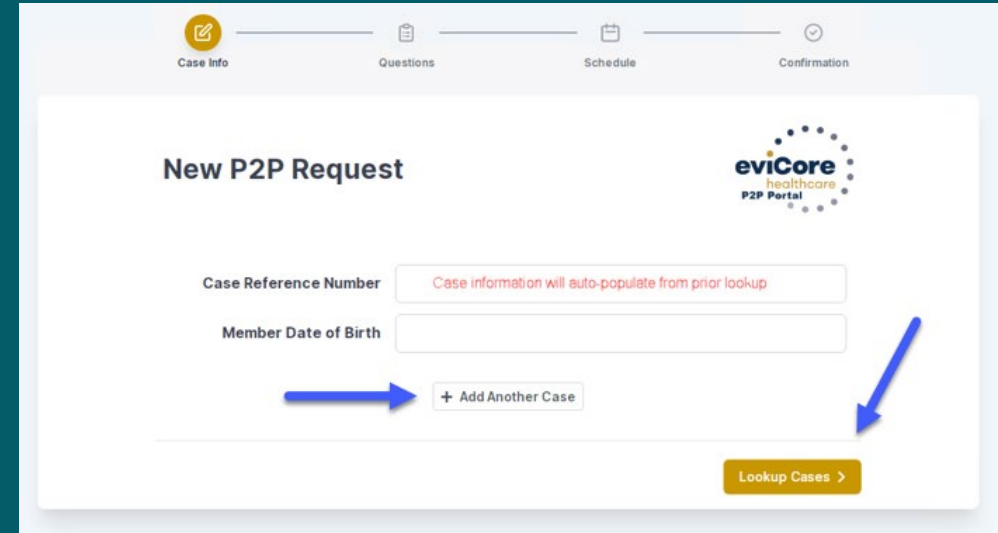 Case Info
Questions
Schedule
Confirmation
New P2P Request
eviCore
healthcare
P2P Portal
Case Reference Number
Case information will auto-populate from prior lookup
Member Date of Birth
+ Add Another Case
Lookup Cases >